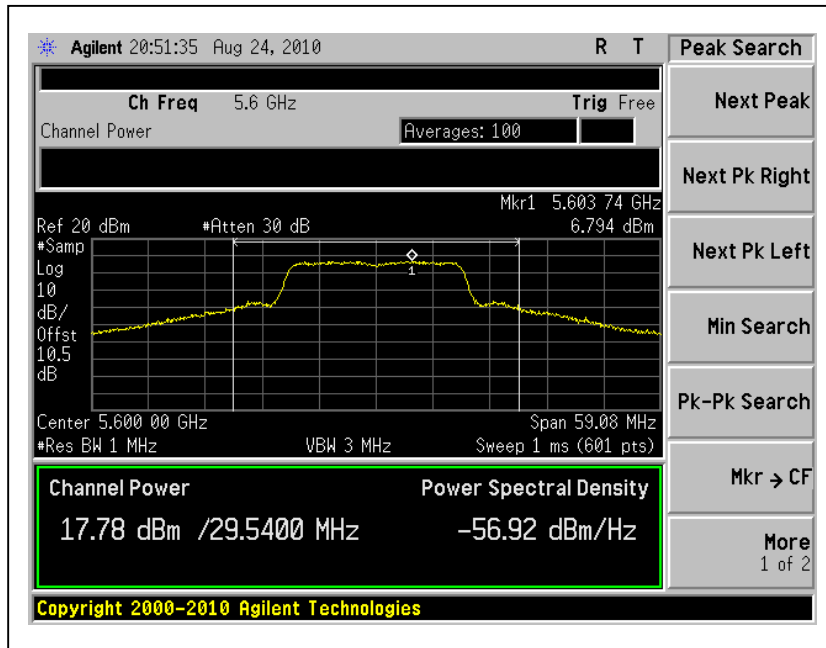 Agilent 20:51:35 Aug 24, 2010 R T
Peak Search
Ch Freq 5.6 GHz Trig Free
Channel Power Averages: 100
Mkr1 5.603 74 GHz
Ref 20 dBm #Atten 30 dB 6.794 dBm
#Samp
Log
10
dB/
Offst
10.5
dB
1
Center 5.600 00 GHz Span 59.08 MHz
#Res BW 1 MHz VBW 3 MHz Sweep 1 ms (601 pts)
Channel Power Power Spectral Density
17.78 dBm /29.5400 MHz -56.92 dBm/Hz
Copyright 2000-2010 Agilent Technologies
Next Peak
Next Pk Right
Next Pk Left
Min Search
Pk-Pk Search
Mkr → CF
More
1 of 2